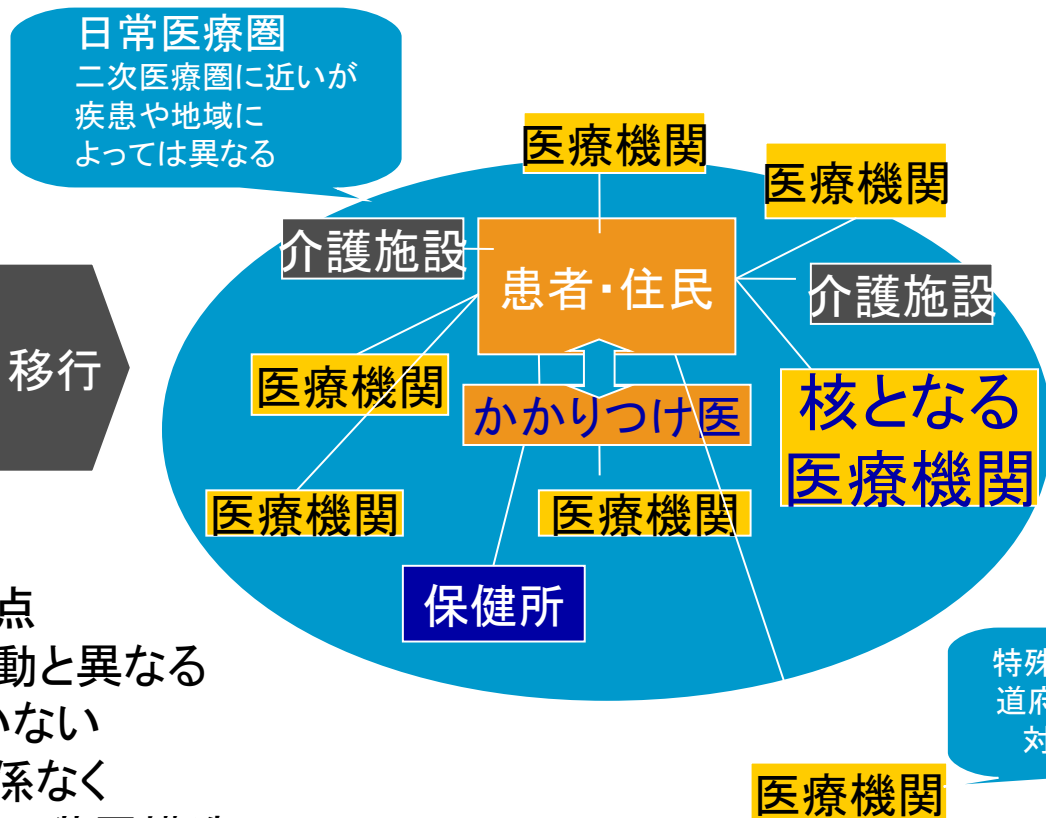 日常医療圏
二次医療圏に近いが
疾患や地域に
よっては異なる
医療機関
医療機関
介護施設
患者・住民
介護施設
移行
医療機関
かかりつけ医
核となる
医療機関
医療機関
医療機関
保健所
点
動と異なる
いない
係なく
特殊
道府
対
医療機関